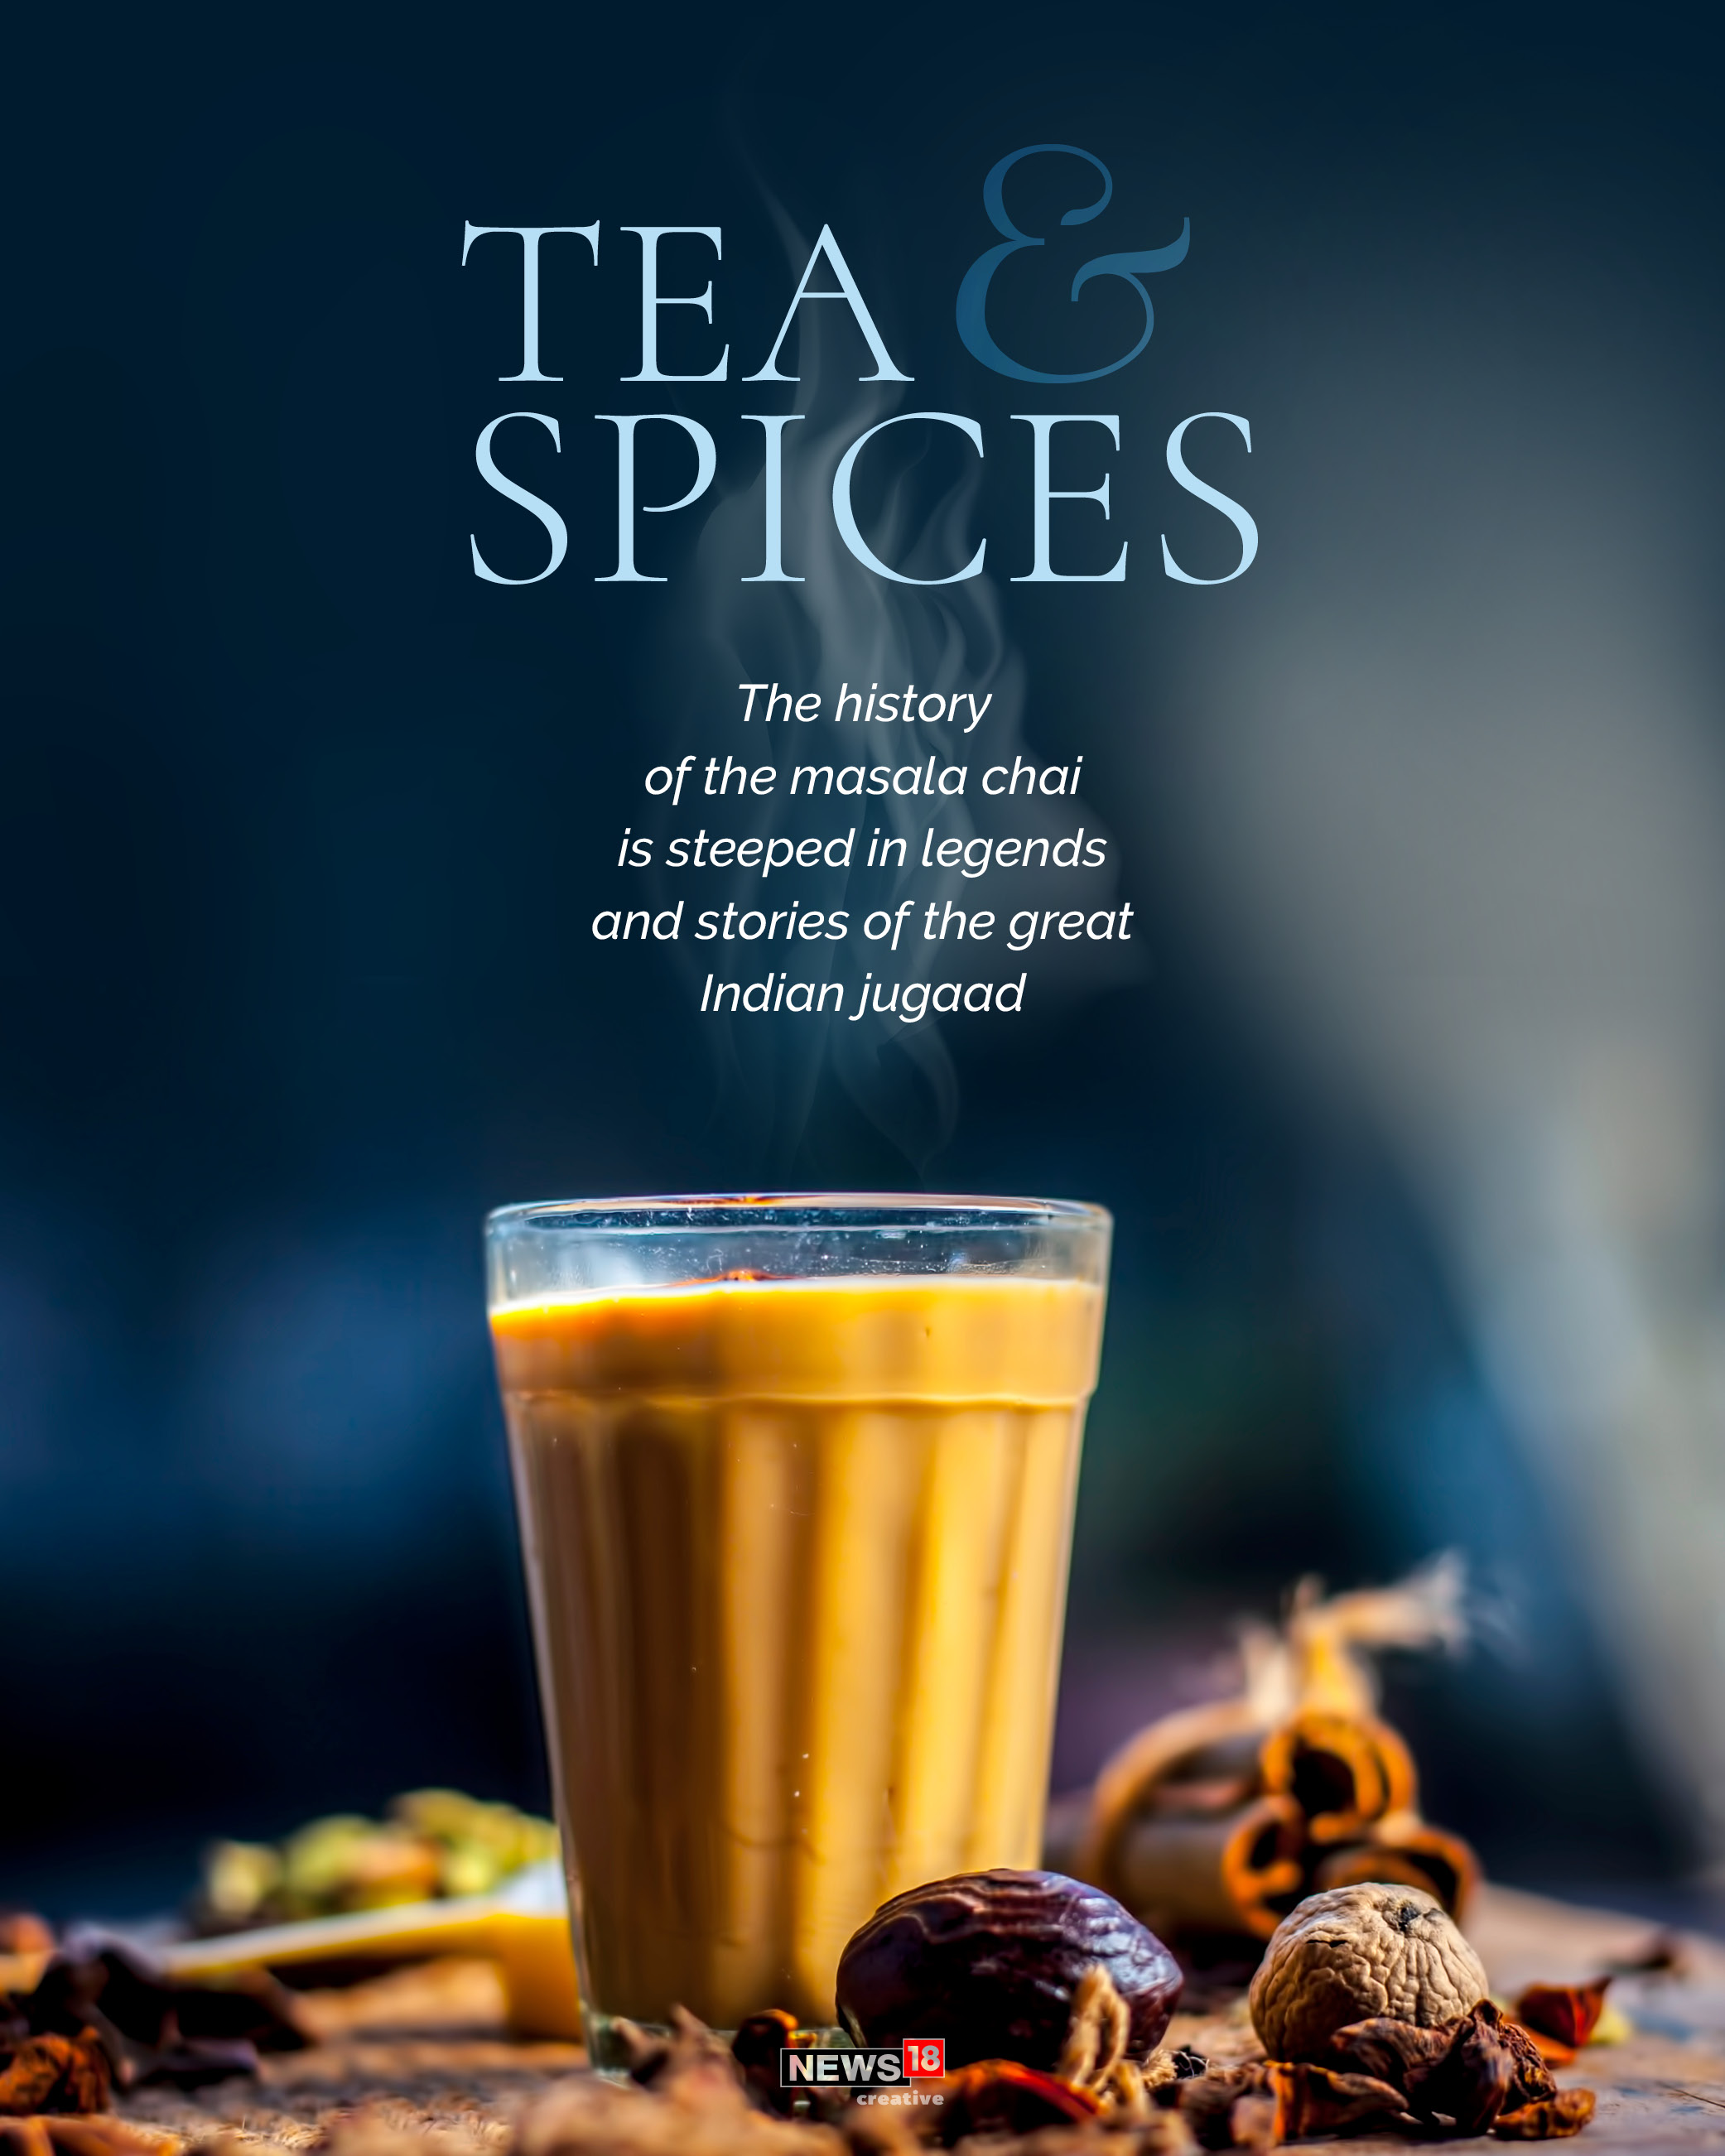 TEA &
SPICES
The history
of the masala chai
is steeped in legends
and stories of the great
Indian jugaad
NEWS18
creative